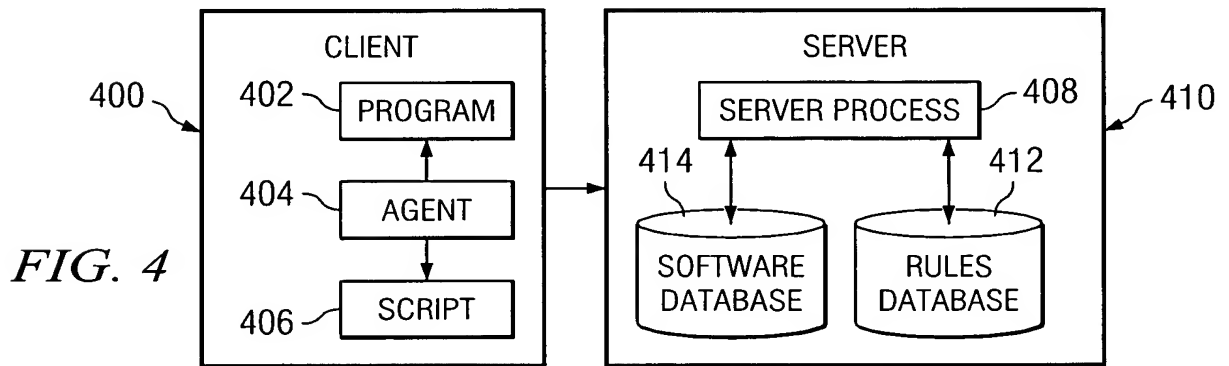 CLIENT
SERVER
400
402
PROGRAM
SERVER PROCESS
408
410
404
AGENT
414
412
FIG. 4
SOFTWARE
DATABASE
RULES
DATABASE
406
SCRIPT